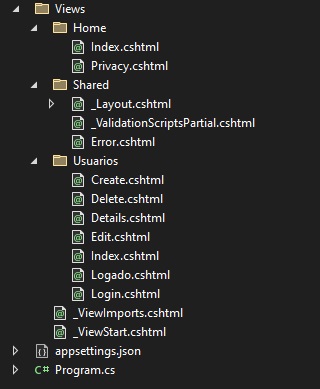 Views
Home
Index.cshtml
Privacy.cshtml
Shared
_Layout.cshtml
_ValidationScriptsPartial.cshtml
Error.cshtml
Usuarios
Create.cshtml
Delete.cshtml
Details.cshtml
Edit.cshtml
Index.cshtml
Logado.cshtml
Login.cshtml
_ViewImports.cshtml
_ViewStart.cshtml
appsettings.json
C# Program.cs